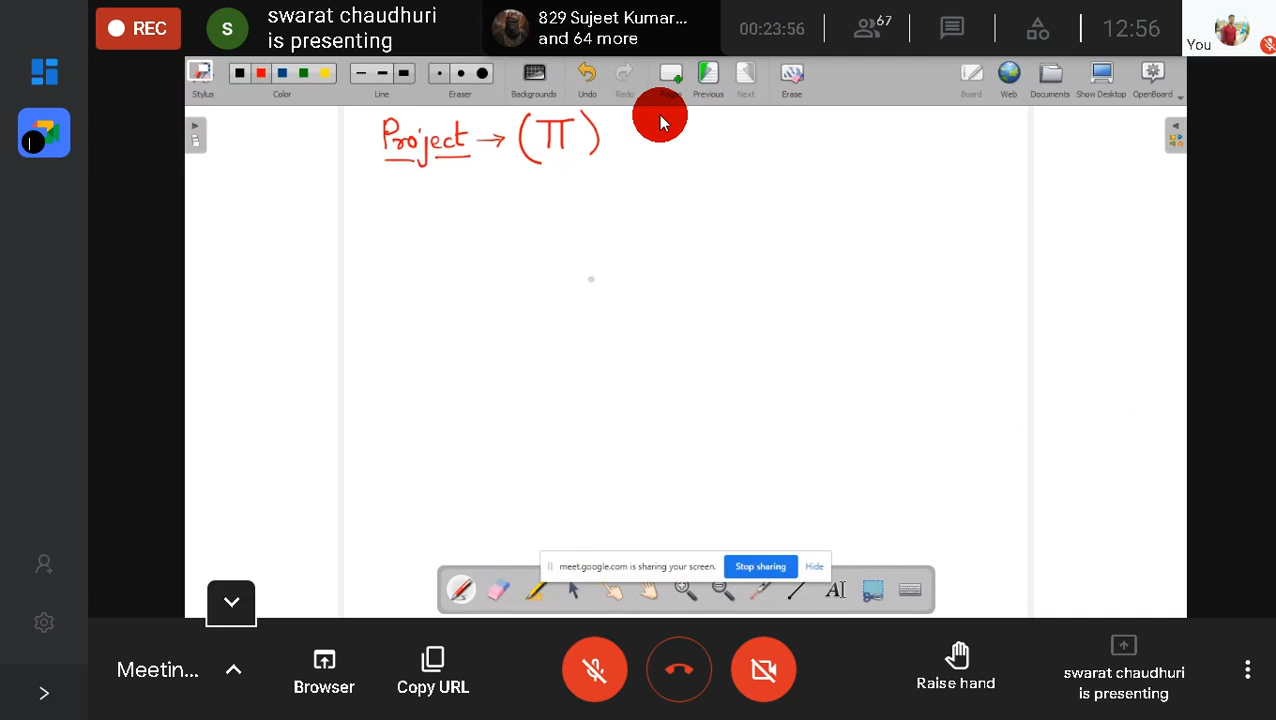 REC
S
swarat chaudhuri
is presenting
829 Sujeet Kumar...
and 64 more
00:23:56
67
12:56
You
Stylus
Color
Line
Eraser
Backgrounds
Undo
Redo
Pages
Previous
Next
Erase
Board
Web
Documents
Show Desktop
OpenBoard
Project → (π)
meet.google.com is sharing your screen.
Stop sharing
Hide
AI
Meetin...
Browser
Copy URL
Raise hand
swarat chaudhuri
is presenting